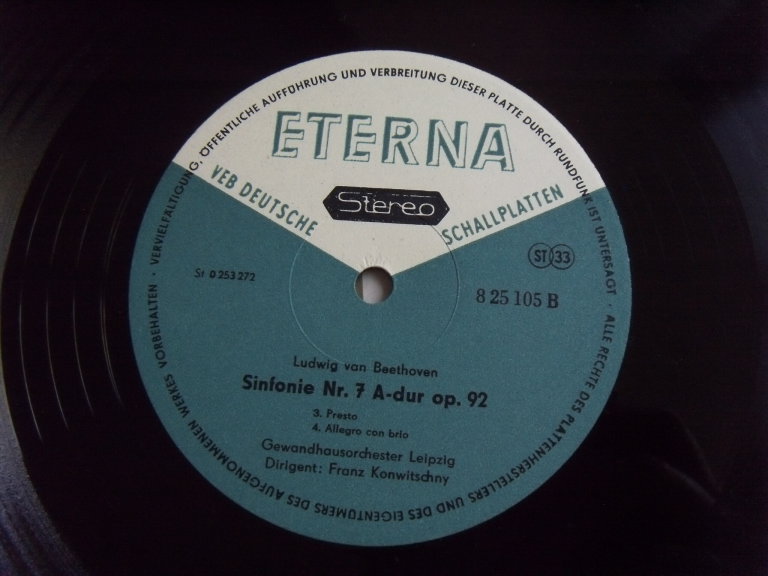 VERVIELFÄLTIGUNG, ÖFFENTLICHE AUFFÜHRUNG UND VERBREITUNG DIESER PLATTE DURCH RUNDFUNK IST UNTERSAGT · ALLE RECHTE DES PLATTENHERSTELLERS UND DES EIGENTÜMERS DES AUFGENOMMENEN WERKES VORBEHALTEN ·
ETERNA
VEB DEUTSCHE SCHALLPLATTEN
Stereo
ST 33
St 0 253 272
8 25 105 B
Ludwig van Beethoven
Sinfonie Nr. 7 A-dur op. 92
3. Presto
4. Allegro con brio
Gewandhausorchester Leipzig
Dirigent: Franz Konwitschny